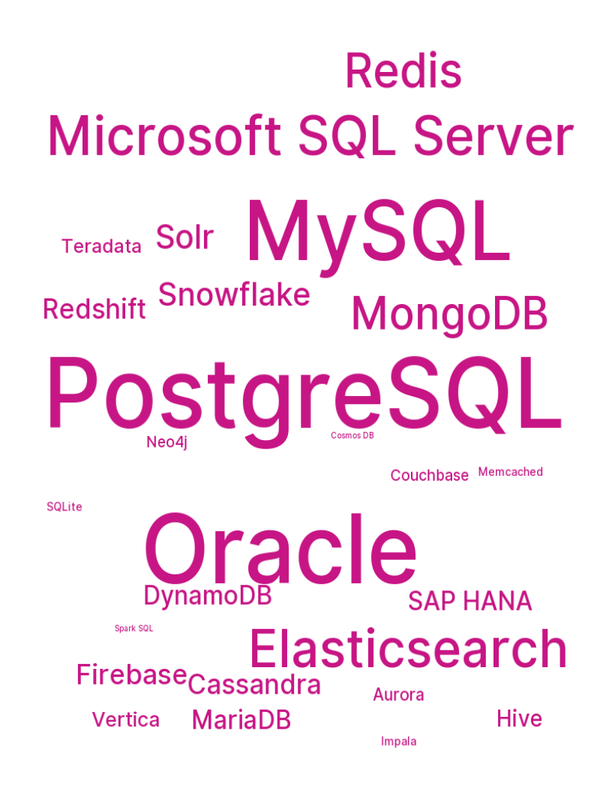 Redis
Microsoft SQL Server
MySQL
Teradata
Solr
Snowflake
Redshift
MongoDB
PostgreSQL
Neo4j
Cosmos DB
Couchbase
Memcached
SQLite
Oracle
DynamoDB
SAP HANA
Spark SQL
Elasticsearch
Firebase
Cassandra
Aurora
Vertica
MariaDB
Hive
Impala